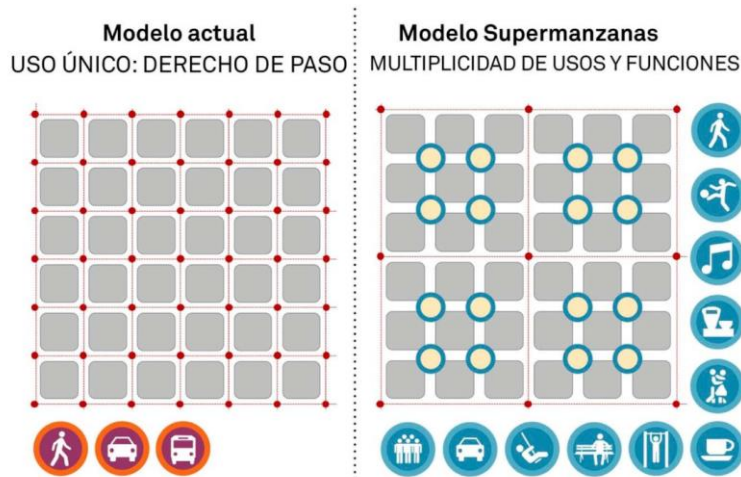 Modelo actual
USO ÚNICO: DERECHO DE PASO
Modelo Supermanzanas
MULTIPLICIDAD DE USOS Y FUNCIONES